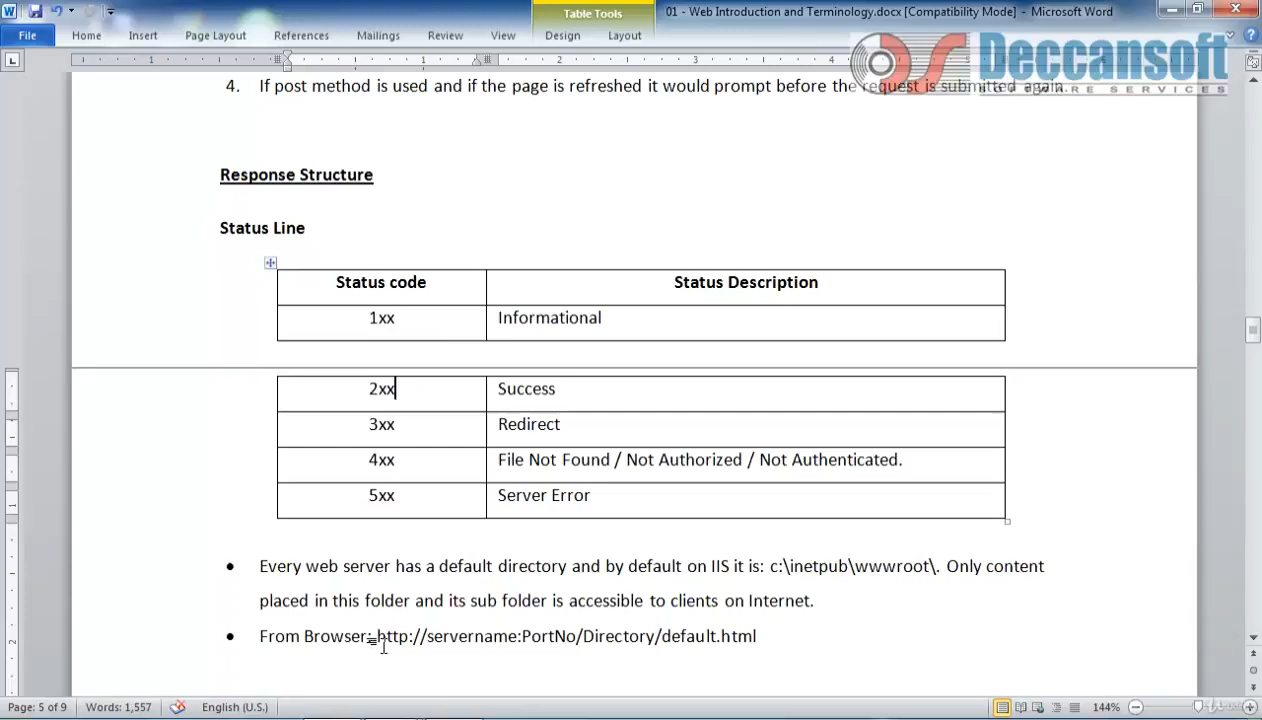 Table Tools
01 - Web Introduction and Terminology.docx [Compatibility Mode] - Microsoft Word
File Home Insert Page Layout References Mailings Review View Design Layout
Deccansoft
SOFTWARE SERVICES
4. If post method is used and if the page is refreshed it would prompt before the request is submitted again.
Response Structure
Status Line
Status code Status Description
1xx Informational
2xx Success
3xx Redirect
4xx File Not Found / Not Authorized / Not Authenticated.
5xx Server Error
• Every web server has a default directory and by default on IIS it is: c:\inetpub\wwwroot\. Only content
placed in this folder and its sub folder is accessible to clients on Internet.
• From Browser: http://servername:PortNo/Directory/default.html
Page: 5 of 9 Words: 1,557 English (U.S.) 144%